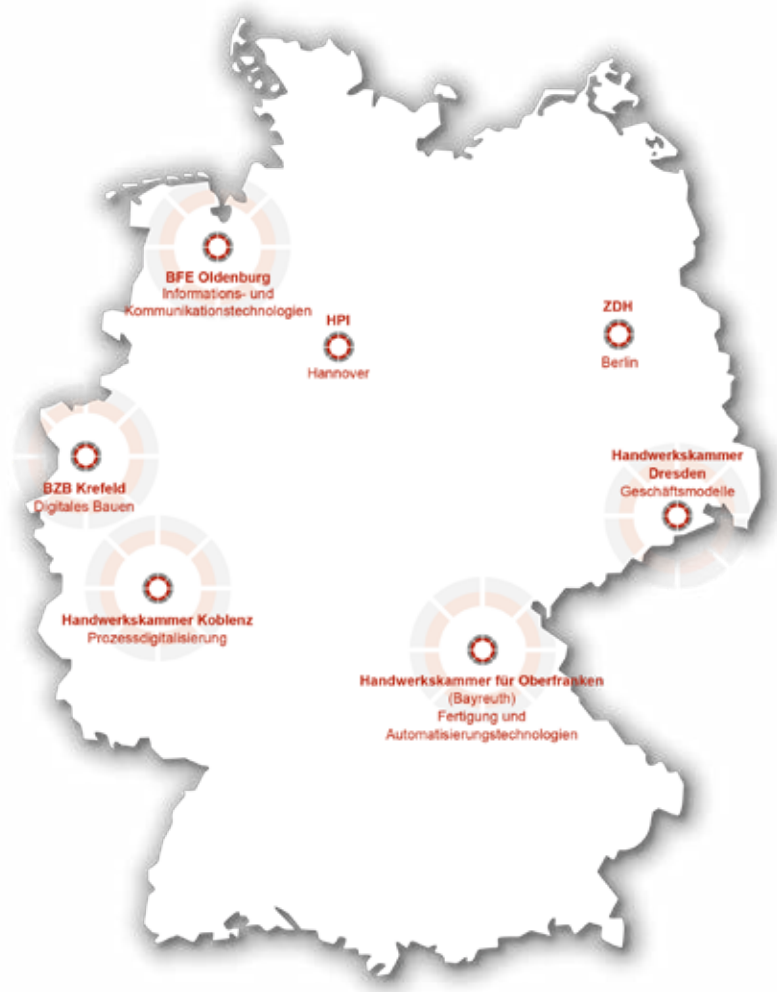 BFE Oldenburg
Informations- und
Kommunikationstechnologien
HPI
Hannover
ZDH
Berlin
Handwerkskammer
Dresden
Geschäftsmodelle
BZB Krefeld
Digitales Bauen
Handwerkskammer Koblenz
Prozessdigitalisierung
Handwerkskammer für Oberfranken
(Bayreuth)
Fertigung und
Automatisierungstechnologien